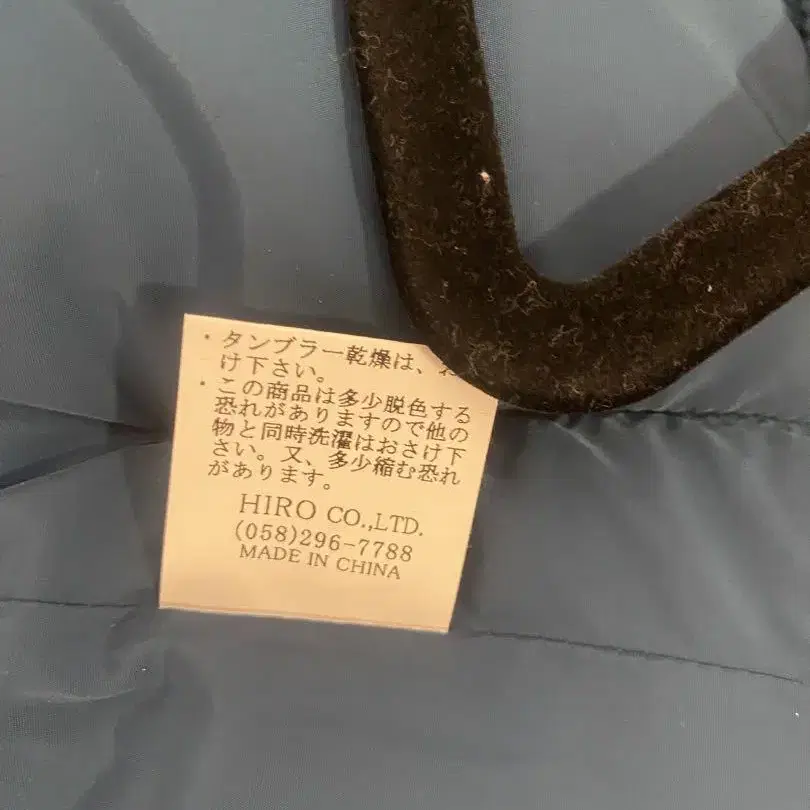 ・タンブラー乾燥は、お
け下さい。
・この商品は多少脱色する
恐れがありますので他の
物と同時洗濯はおさけ下
さい。又、多少縮む恐れ
があります。
HIRO CO.,LTD.
(058)296-7788
MADE IN CHINA